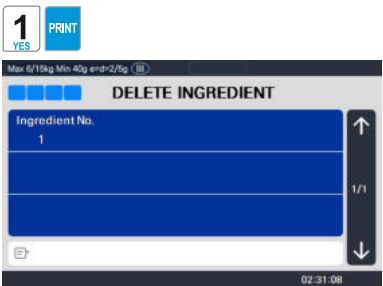 1
YES
PRINT
Max 6/15kg Min 40g e=d=2/5g (III)
DELETE INGREDIENT
Ingredient No.
1
1/1
02:31:08